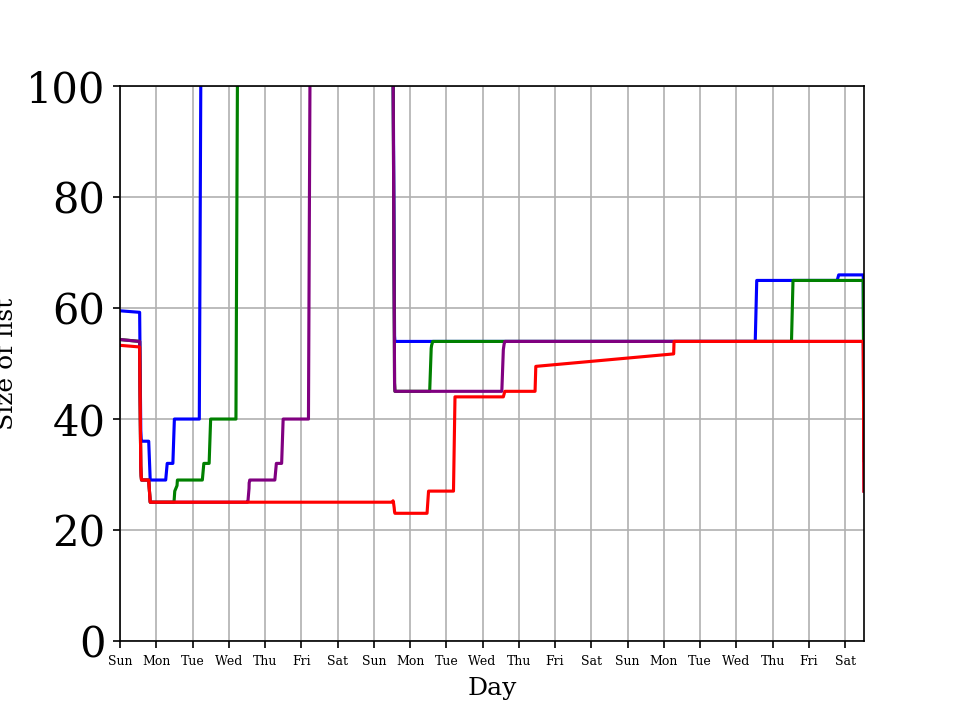 100
80
60
40
20
0
Size of list
Sun Mon Tue Wed Thu Fri Sat Sun Mon Tue Wed Thu Fri Sat Sun Mon Tue Wed Thu Fri Sat
Day